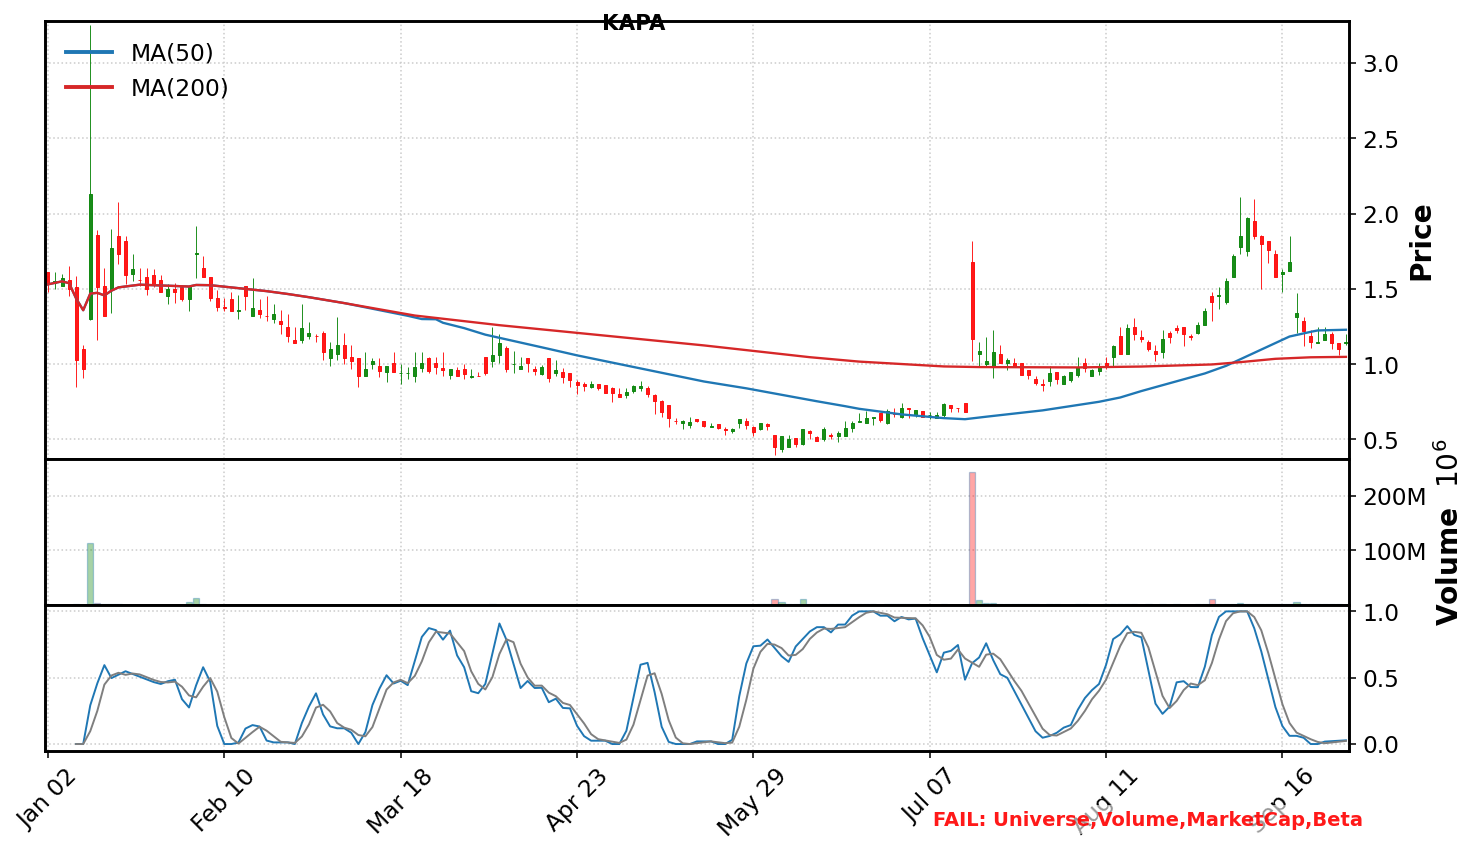 KAPA
MA(50)
MA(200)
3.0
2.5
2.0
1.5
1.0
0.5
Price
200M
100M
Volume 10^6
1.0
0.5
0.0
Jan 02
Feb 10
Mar 18
Apr 23
May 29
Jul 07
Aug 11
Sep 16
FAIL: Universe,Volume,MarketCap,Beta